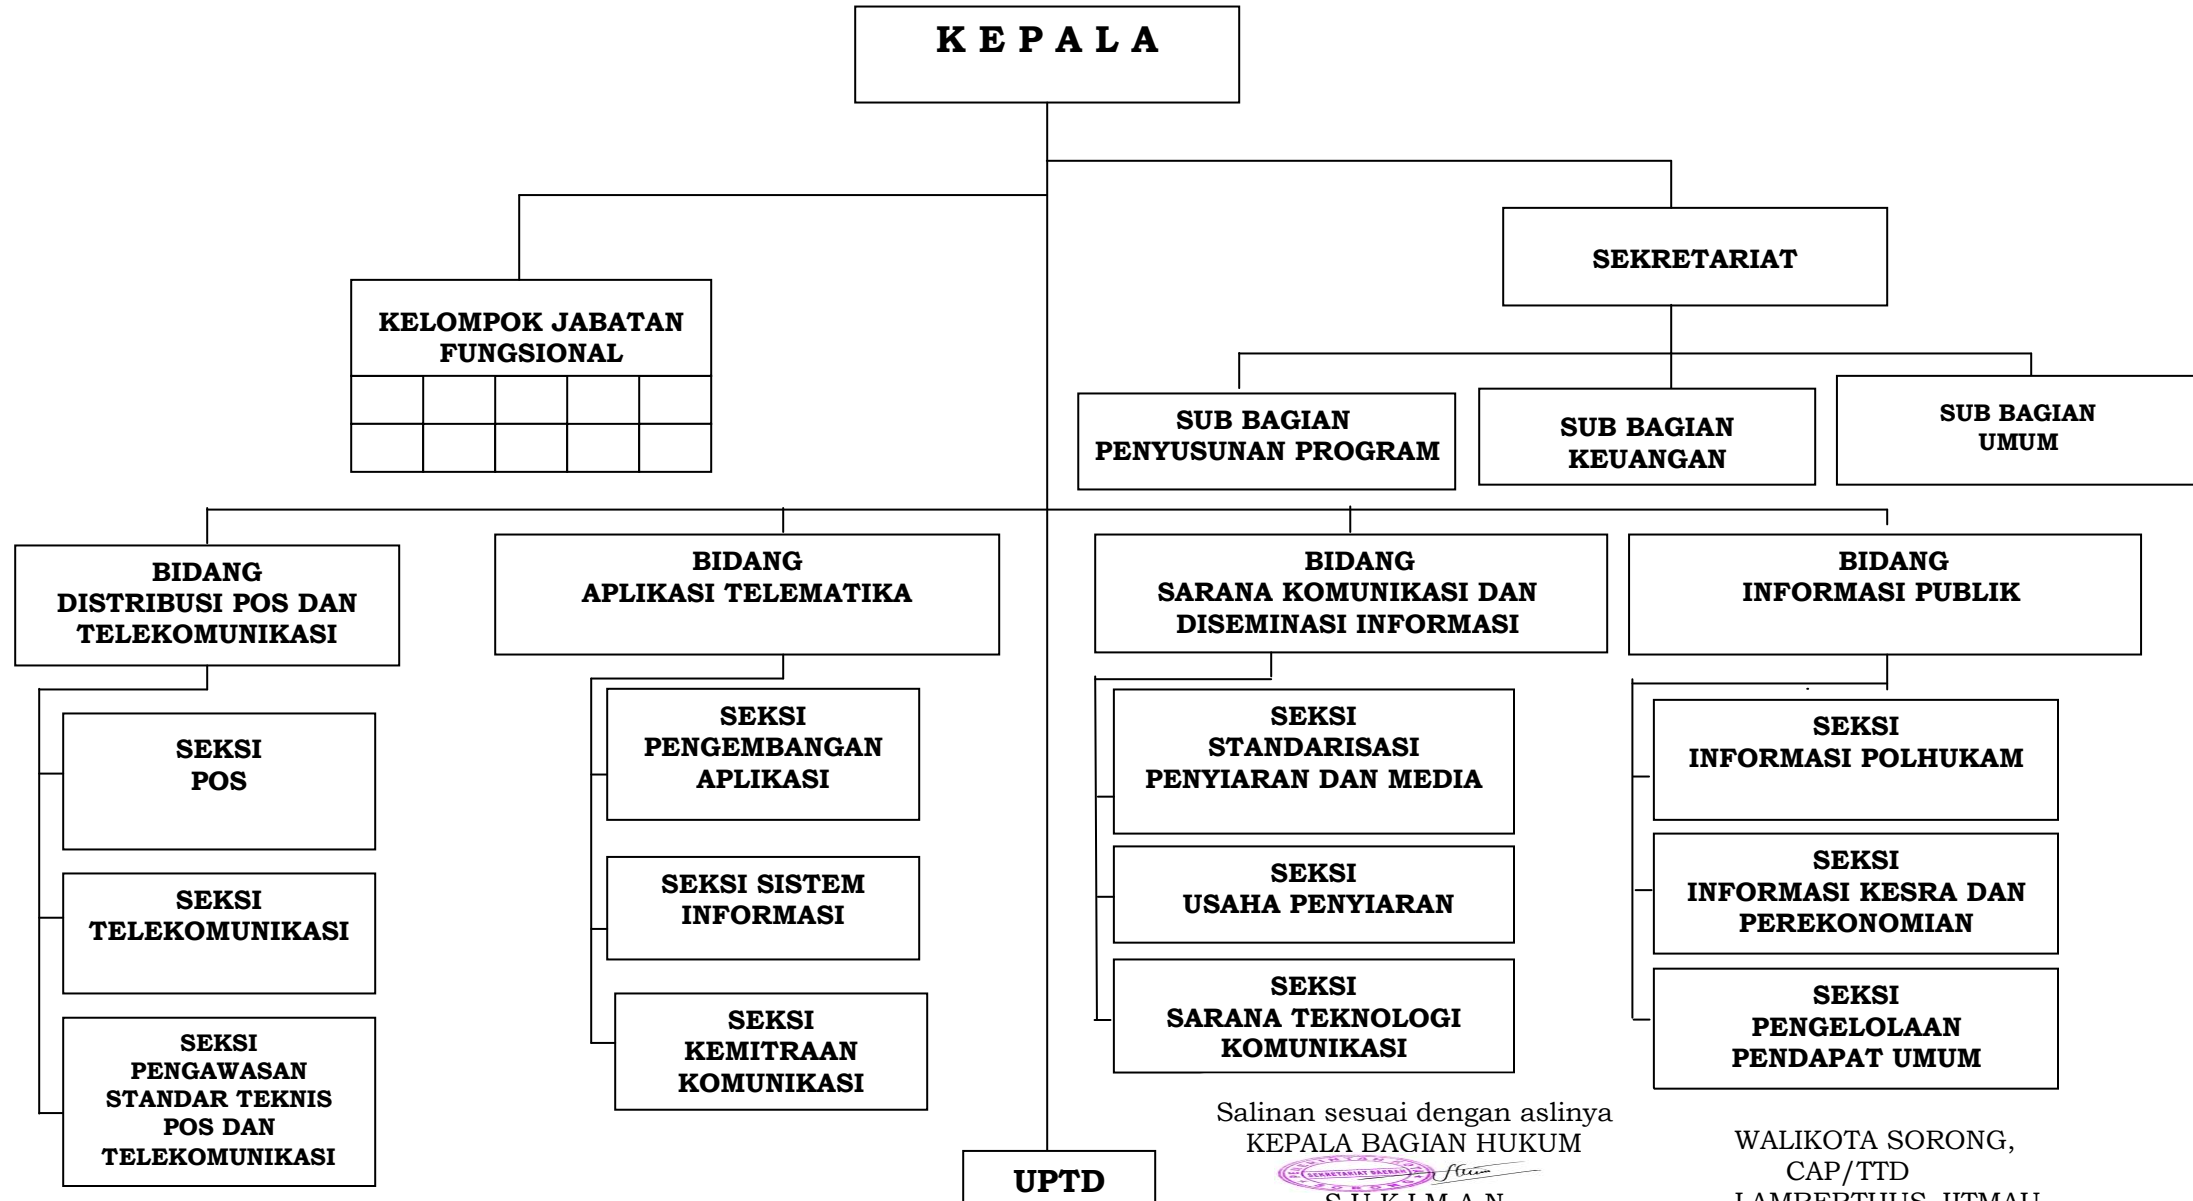 K E P A L A
SEKRETARIAT
KELOMPOK JABATAN
FUNGSIONAL
SUB BAGIAN
PENYUSUNAN PROGRAM
SUB BAGIAN
KEUANGAN
SUB BAGIAN
UMUM
BIDANG
DISTRIBUSI POS DAN
TELEKOMUNIKASI
BIDANG
APLIKASI TELEMATIKA
BIDANG
SARANA KOMUNIKASI DAN
DISEMINASI INFORMASI
BIDANG
INFORMASI PUBLIK
SEKSI
POS
SEKSI
TELEKOMUNIKASI
SEKSI
PENGAWASAN
STANDAR TEKNIS
POS DAN
TELEKOMUNIKASI
SEKSI
PENGEMBANGAN
APLIKASI
SEKSI SISTEM
INFORMASI
SEKSI
KEMITRAAN
KOMUNIKASI
SEKSI
STANDARISASI
PENYIARAN DAN MEDIA
SEKSI
USAHA PENYIARAN
SEKSI
SARANA TEKNOLOGI
KOMUNIKASI
SEKSI
INFORMASI POLHUKAM
SEKSI
INFORMASI KESRA DAN
PEREKONOMIAN
SEKSI
PENGELOLAAN
PENDAPAT UMUM
UPTD
Salinan sesuai dengan aslinya
KEPALA BAGIAN HUKUM
SEKRETARIAT DAERAH
S U K I M A N
WALIKOTA SORONG,
CAP/TTD
LAMBERTHUS JITMAU